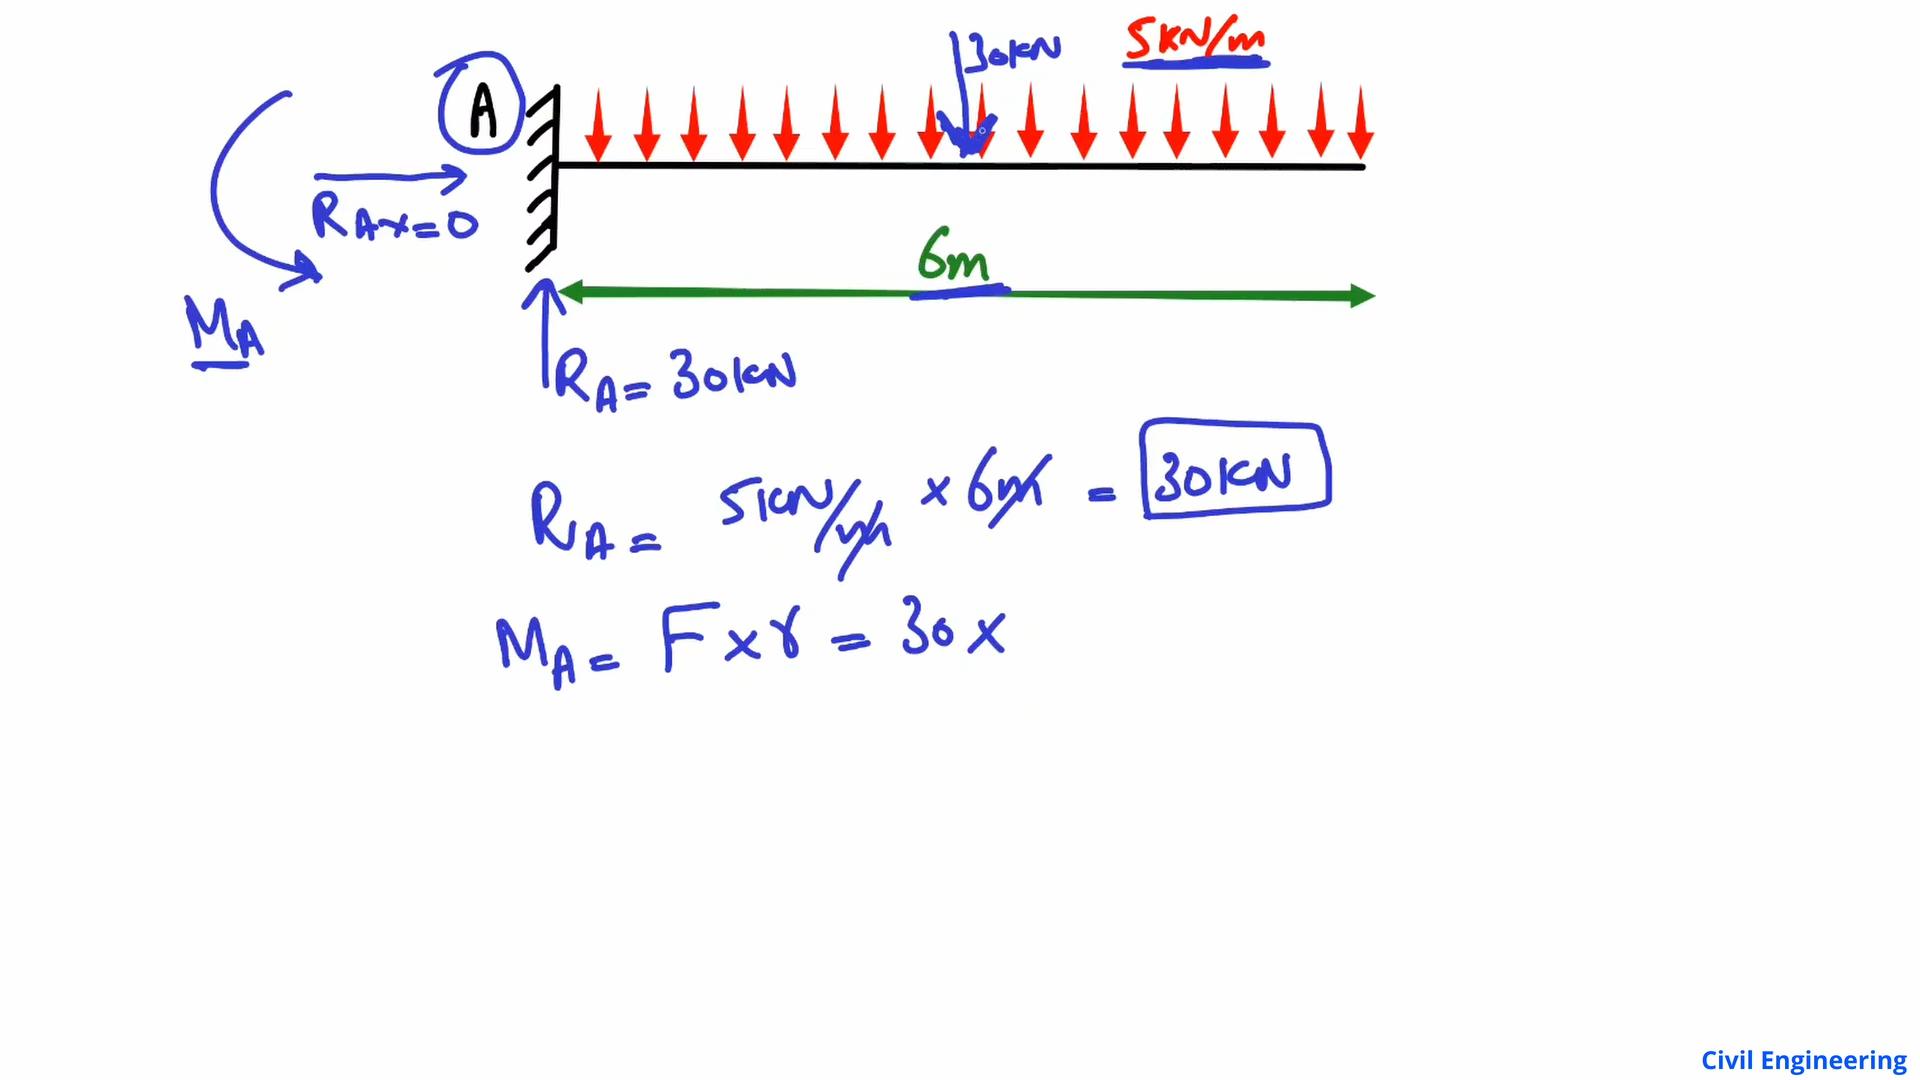 5KN/m
30KN
A
RAx=0
6m
MA
RA= 30KN
RA= 5KN/m × 6m = 30KN
MA= F×r = 30×
Civil Engineering